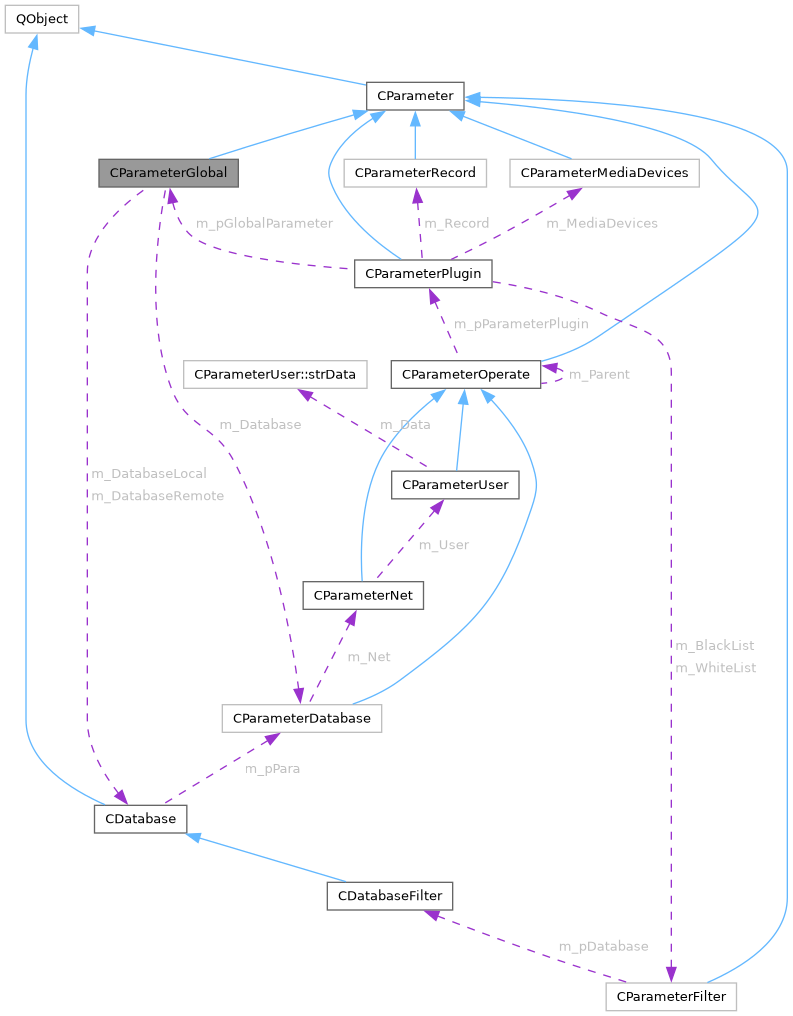 QObject
CParameter
CParameterGlobal
CParameterRecord
CParameterMediaDevices
m_pGlobalParameter
m_Record
m_MediaDevices
CParameterPlugin
m_pParameterPlugin
CParameterUser::strData
CParameterOperate
m_Parent
m_Database
m_Data
m_DatabaseLocal
m_DatabaseRemote
CParameterUser
m_User
CParameterNet
m_BlackList
m_WhiteList
m_Net
CParameterDatabase
m_pPara
CDatabase
CDatabaseFilter
m_pDatabase
CParameterFilter